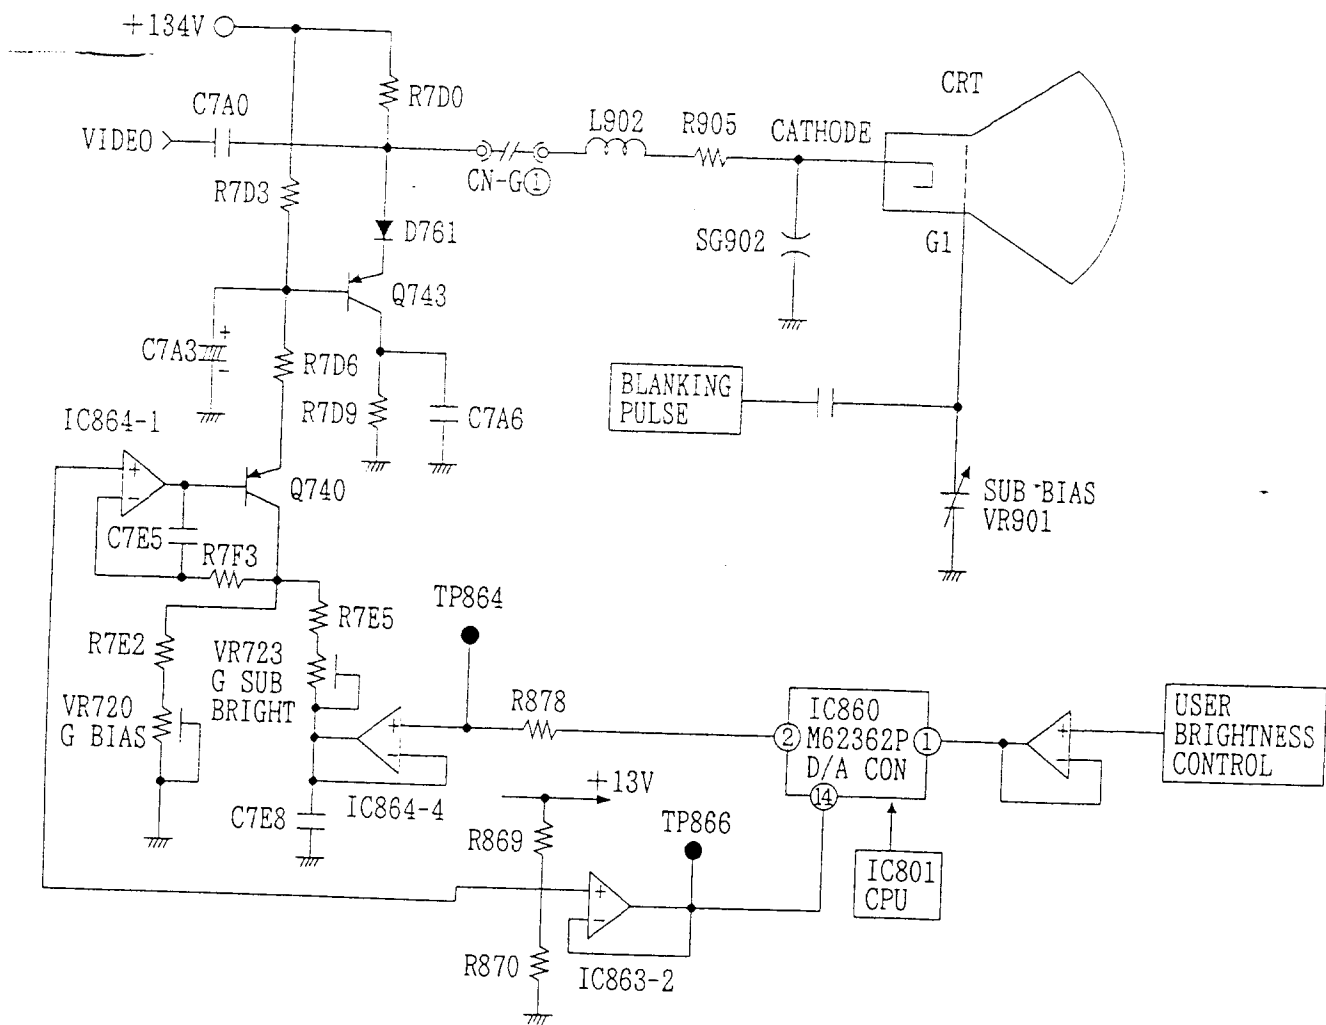 +134V
C7A0
R7D0
VIDEO
L902
R905
CATHODE
CRT
R7D3
CN-G①
D761
SG902
G1
Q743
C7A3
+
-
R7D6
R7D9
C7A6
BLANKING
PULSE
IC864-1
+
-
Q740
SUB BIAS
VR901
C7E5
R7F3
TP864
R7E5
R7E2
VR723
G SUB
BRIGHT
VR720
G BIAS
R878
+
-
IC864-4
②
IC860
M62362P
D/A CON
①
⑭
+
-
USER
BRIGHTNESS
CONTROL
C7E8
+13V
R869
TP866
IC801
CPU
+
-
R870
IC863-2